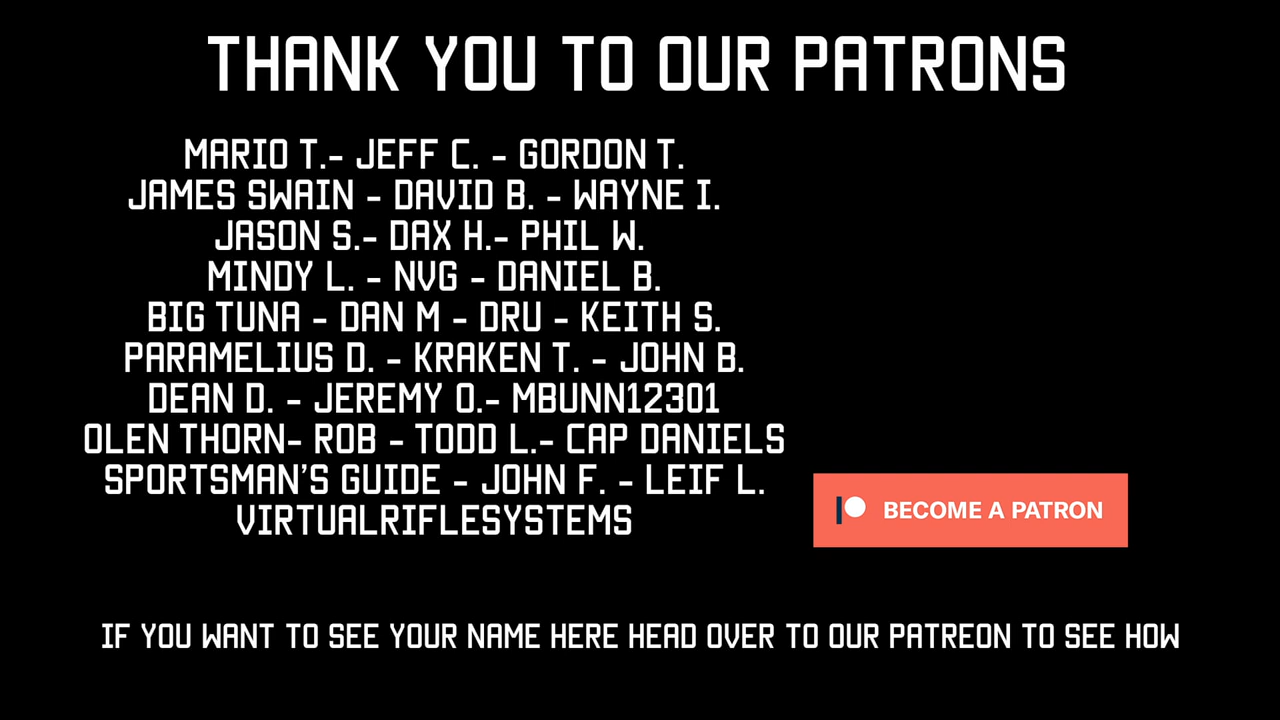 THANK YOU TO OUR PATRONS
MARIO T.- JEFF C. - GORDON T.
JAMES SWAIN - DAVID B. - WAYNE I.
JASON S.- DAX H.- PHIL W.
MINDY L. - NVG - DANIEL B.
BIG TUNA - DAN M - DRU - KEITH S.
PARAMELIUS D. - KRAKEN T. - JOHN B.
DEAN D. - JEREMY O.- MBUNN12301
OLEN THORN- ROB - TODD L.- CAP DANIELS
SPORTSMAN'S GUIDE - JOHN F. - LEIF L.
VIRTUALRIFLESYSTEMS
BECOME A PATRON
IF YOU WANT TO SEE YOUR NAME HERE HEAD OVER TO OUR PATREON TO SEE HOW